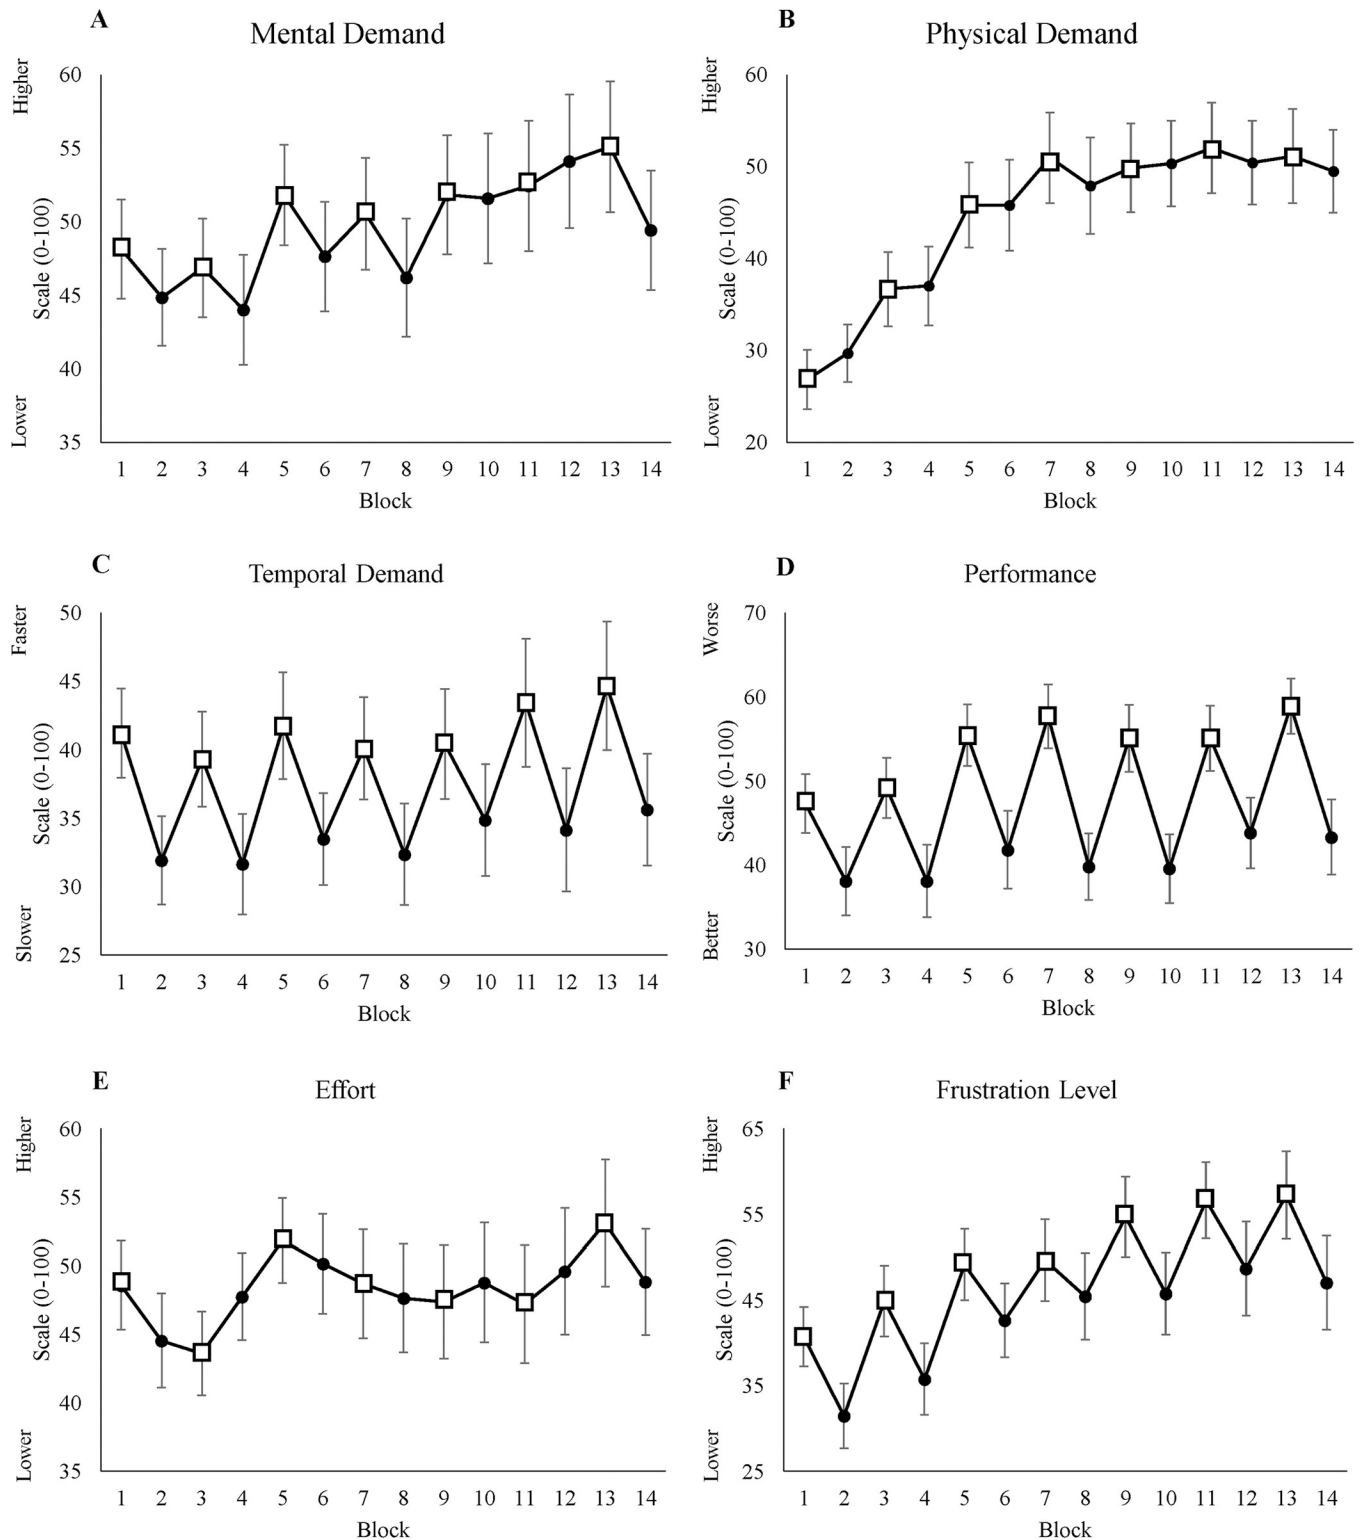 A
Mental Demand
Higher
Scale (0-100)
Lower
60
55
50
45
40
35
1 2 3 4 5 6 7 8 9 10 11 12 13 14
Block
B
Physical Demand
Higher
Scale (0-100)
Lower
60
50
40
30
20
1 2 3 4 5 6 7 8 9 10 11 12 13 14
Block
C
Temporal Demand
Faster
Scale (0-100)
Slower
50
45
40
35
30
25
1 2 3 4 5 6 7 8 9 10 11 12 13 14
Block
D
Performance
Worse
Scale (0-100)
Better
70
60
50
40
30
1 2 3 4 5 6 7 8 9 10 11 12 13 14
Block
E
Effort
Higher
Scale (0-100)
Lower
60
55
50
45
40
35
1 2 3 4 5 6 7 8 9 10 11 12 13 14
Block
F
Frustration Level
Higher
Scale (0-100)
Lower
65
55
45
35
25
1 2 3 4 5 6 7 8 9 10 11 12 13 14
Block